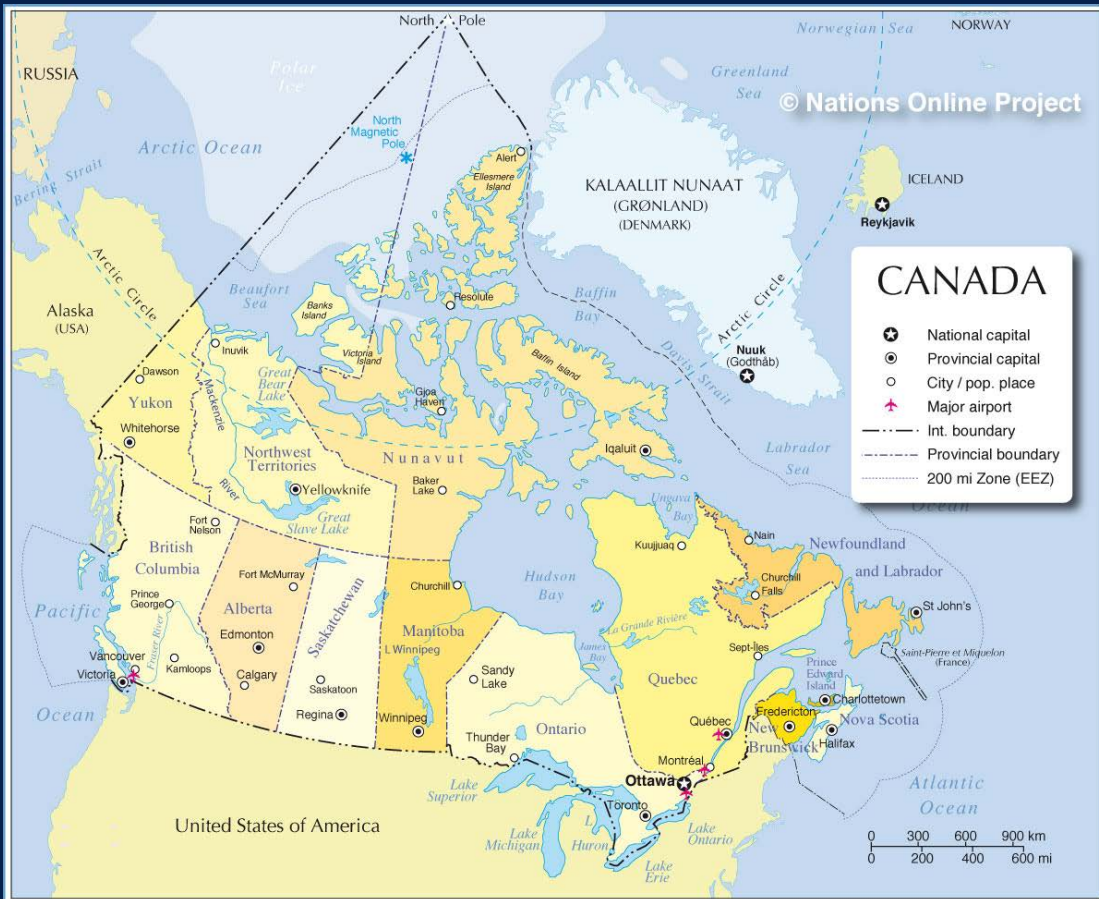 North Pole
Norwegian Sea
NORWAY
RUSSIA
Polar
Ice
Greenland
Sea
© Nations Online Project
North
Magnetic
Pole
Arctic Ocean
Alert
Ellesmere
Island
Bering Strait
KALAALLIT NUNAAT
(GRØNLAND)
(DENMARK)
ICELAND
Reykjavik
Arctic Circle
Beaufort
Sea
Banks
Island
Resolute
Baffin
Bay
Arctic Circle
Alaska
(USA)
Victoria
Island
Baffin Island
Davis Strait
Nuuk
(Godthåb)
CANADA
National capital
Provincial capital
City / pop. place
Major airport
Int. boundary
Provincial boundary
200 mi Zone (EEZ)
Inuvik
Dawson
Great
Bear
Lake
Gjoa
Haven
Yukon
Mackenzie
River
Whitehorse
Northwest
Territories
Nunavut
Iqaluit
Labrador
Sea
Yellowknife
Baker
Lake
Great
Slave Lake
Ungava
Bay
Ocean
Fort
Nelson
British
Columbia
Kuujjuaq
Nain
Newfoundland
and Labrador
Fort McMurray
Churchill
Hudson
Bay
Churchill
Falls
Prince
George
Alberta
Saskatchewan
St John's
Pacific
Ocean
Fraser River
Edmonton
Manitoba
La Grande Rivière
James
Bay
Sept-Îles
Saint-Pierre et Miquelon
(France)
Vancouver
Victoria
Kamloops
Calgary
L Winnipeg
Sandy
Lake
Quebec
Prince
Edward
Island
Charlottetown
Saskatoon
Regina
Winnipeg
Ontario
Québec
Fredericton
New
Brunswick
Nova Scotia
Halifax
Thunder
Bay
Montréal
Ottawa
Lake
Superior
Toronto
Atlantic
Ocean
United States of America
Lake
Michigan
L
Huron
Lake
Ontario
Lake
Erie
0 300 600 900 km
0 200 400 600 mi